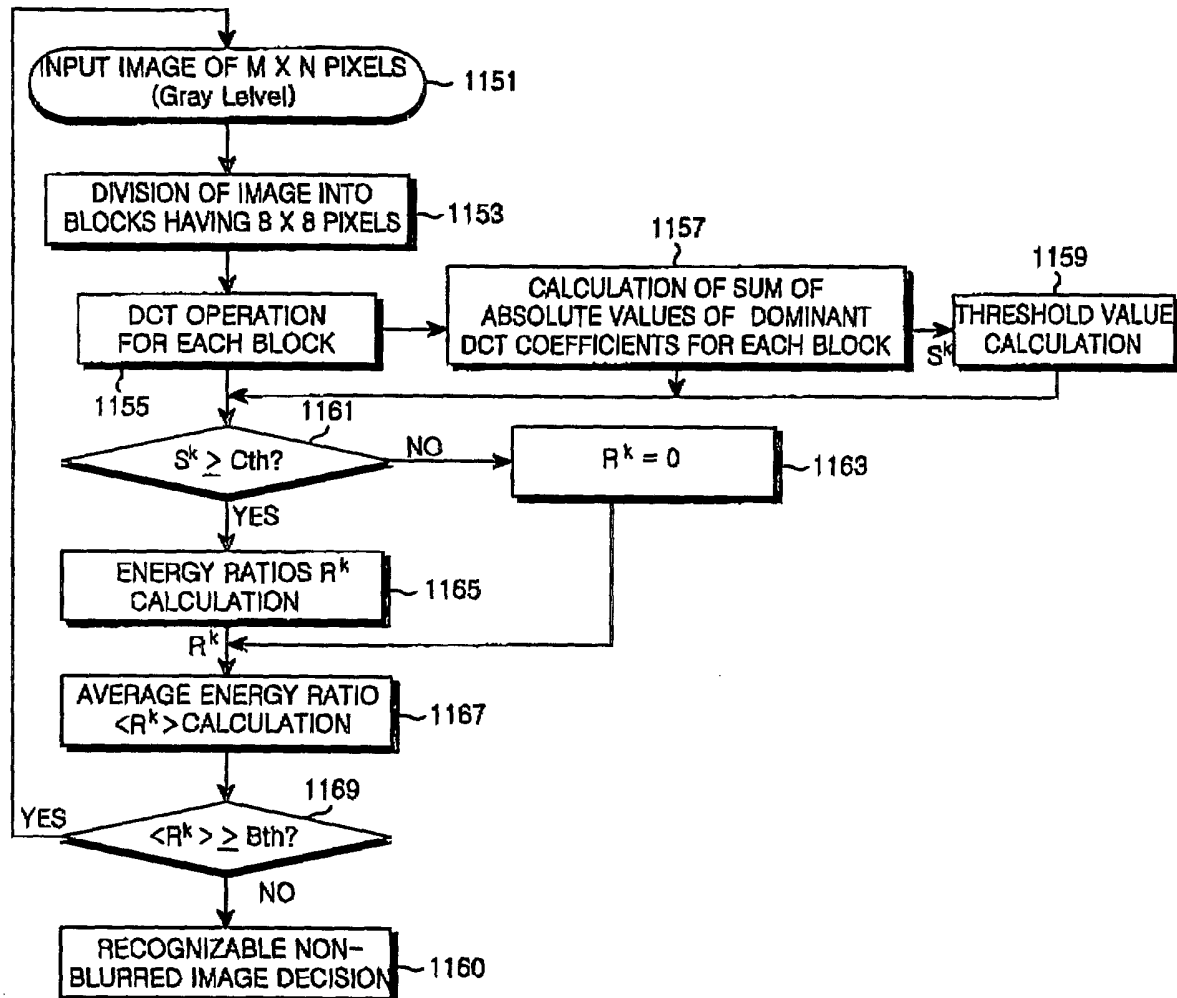 INPUT IMAGE OF M X N PIXELS
(Gray Lelvel)
1151
DIVISION OF IMAGE INTO
BLOCKS HAVING 8 X 8 PIXELS
1153
1157
1159
DCT OPERATION
FOR EACH BLOCK
CALCULATION OF SUM OF
ABSOLUTE VALUES OF DOMINANT
DCT COEFFICIENTS FOR EACH BLOCK
S^k
THRESHOLD VALUE
CALCULATION
1155
1161
S^k ≥ Cth?
NO
R^k = 0
1163
YES
ENERGY RATIOS R^k
CALCULATION
1165
R^k
AVERAGE ENERGY RATIO
<R^k> CALCULATION
1167
1169
YES
<R^k> ≥ Bth?
NO
RECOGNIZABLE NON-
BLURRED IMAGE DECISION
1160